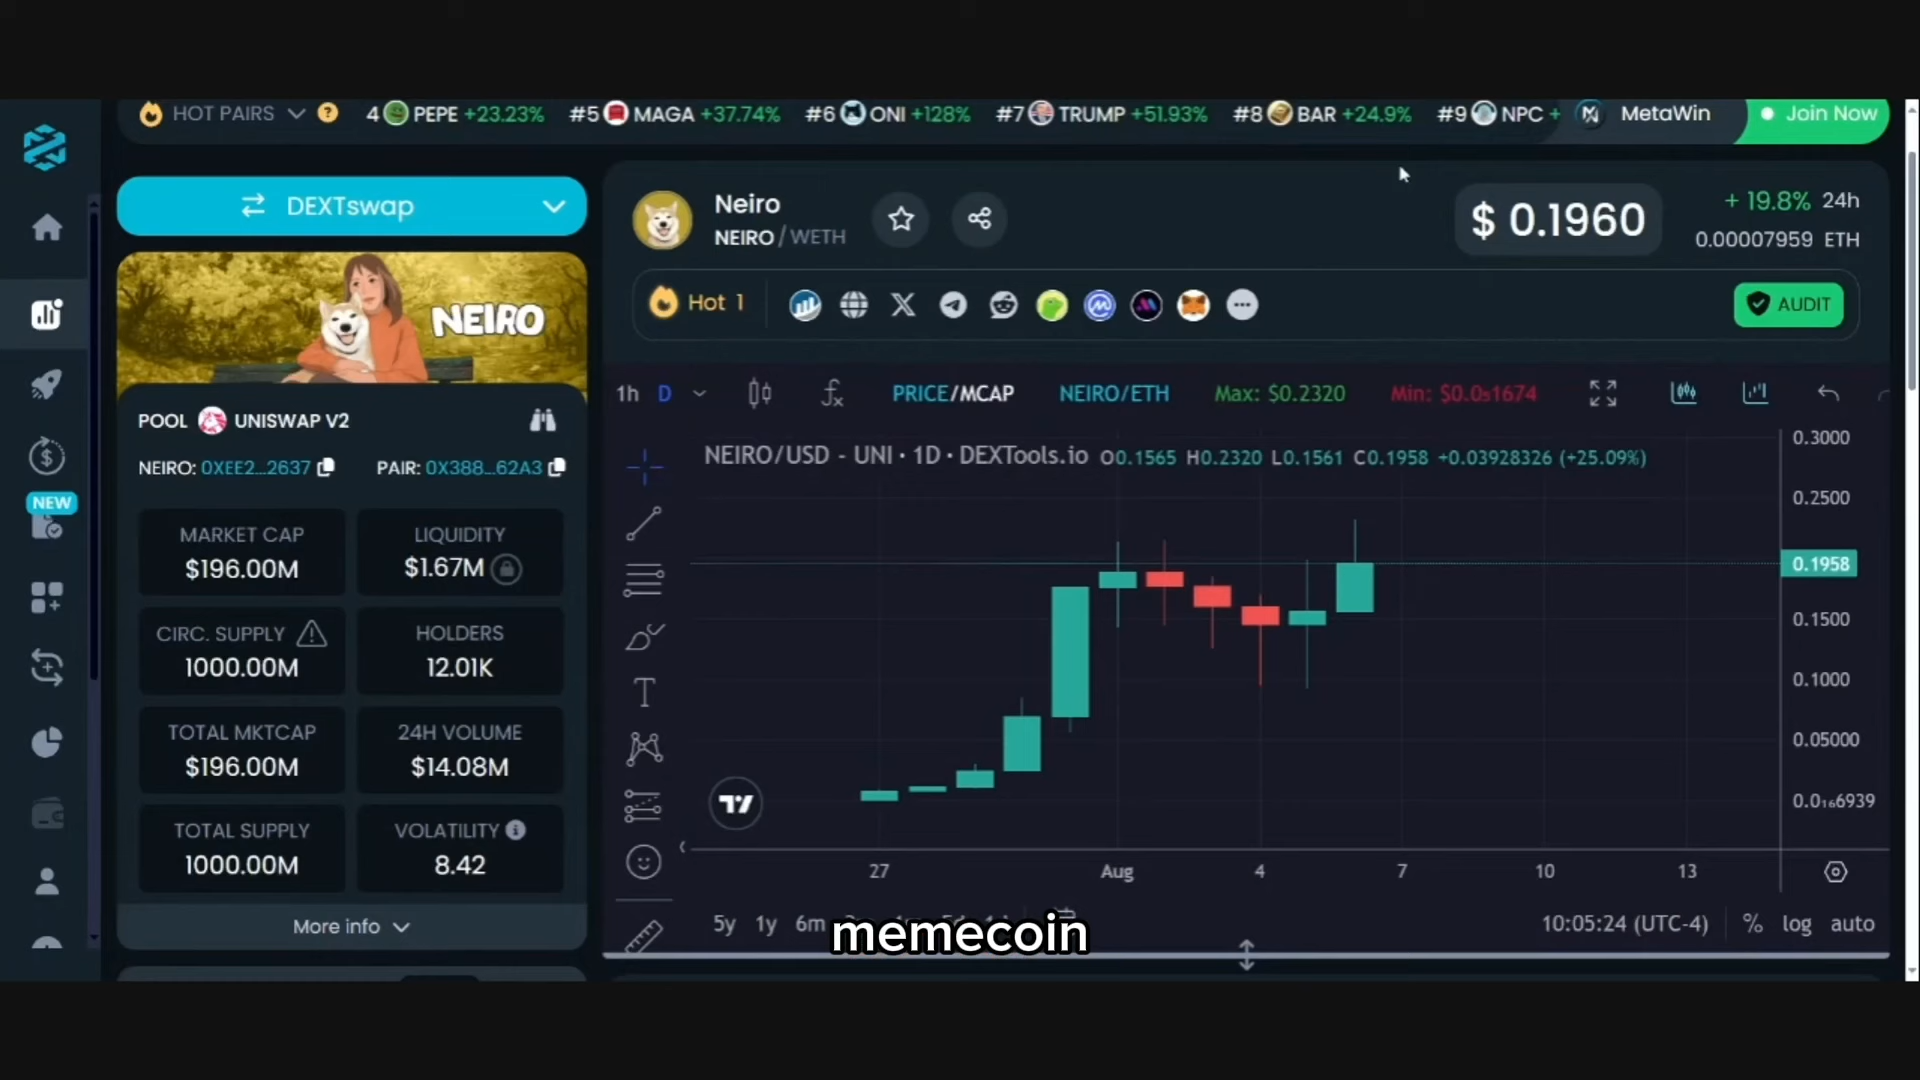 HOT PAIRS ? 4 PEPE +23.23% #5 MAGA +37.74% #6 ONI +128% #7 TRUMP +51.93% #8 BAR +24.9% #9 NPC + MetaWin Join Now
DEXTswap
NEIRO
POOL UNISWAP V2
NEIRO: 0XEE2...2637 PAIR: 0X388...62A3
NEW
MARKET CAP
$196.00M
LIQUIDITY
$1.67M
CIRC. SUPPLY
1000.00M
HOLDERS
12.01K
TOTAL MKTCAP
$196.00M
24H VOLUME
$14.08M
TOTAL SUPPLY
1000.00M
VOLATILITY
8.42
More info
Neiro
NEIRO / WETH
$ 0.1960
+ 19.8% 24h
0.00007959 ETH
Hot 1
AUDIT
1h D PRICE/MCAP NEIRO/ETH Max: $0.2320 Min: $0.0₅1674
NEIRO/USD - UNI · 1D · DEXTools.io O0.1565 H0.2320 L0.1561 C0.1958 +0.03928326 (+25.09%)
0.3000
0.2500
0.1958
0.1500
0.1000
0.05000
0.0₁₆6939
27 Aug 4 7 10 13
5y 1y 6m
10:05:24 (UTC-4) % log auto
memecoin